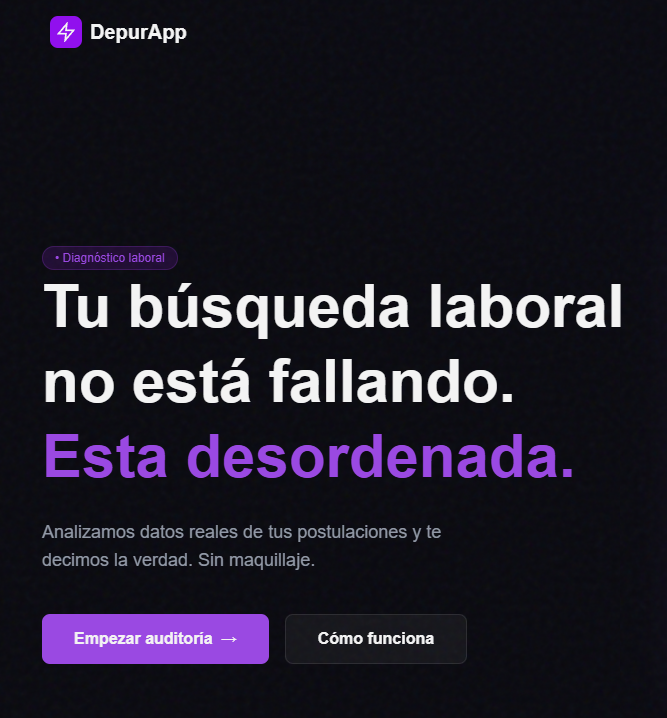 DepurApp
• Diagnóstico laboral
Tu búsqueda laboral
no está fallando.
Esta desordenada.
Analizamos datos reales de tus postulaciones y te
decimos la verdad. Sin maquillaje.
Empezar auditoría →
Cómo funciona